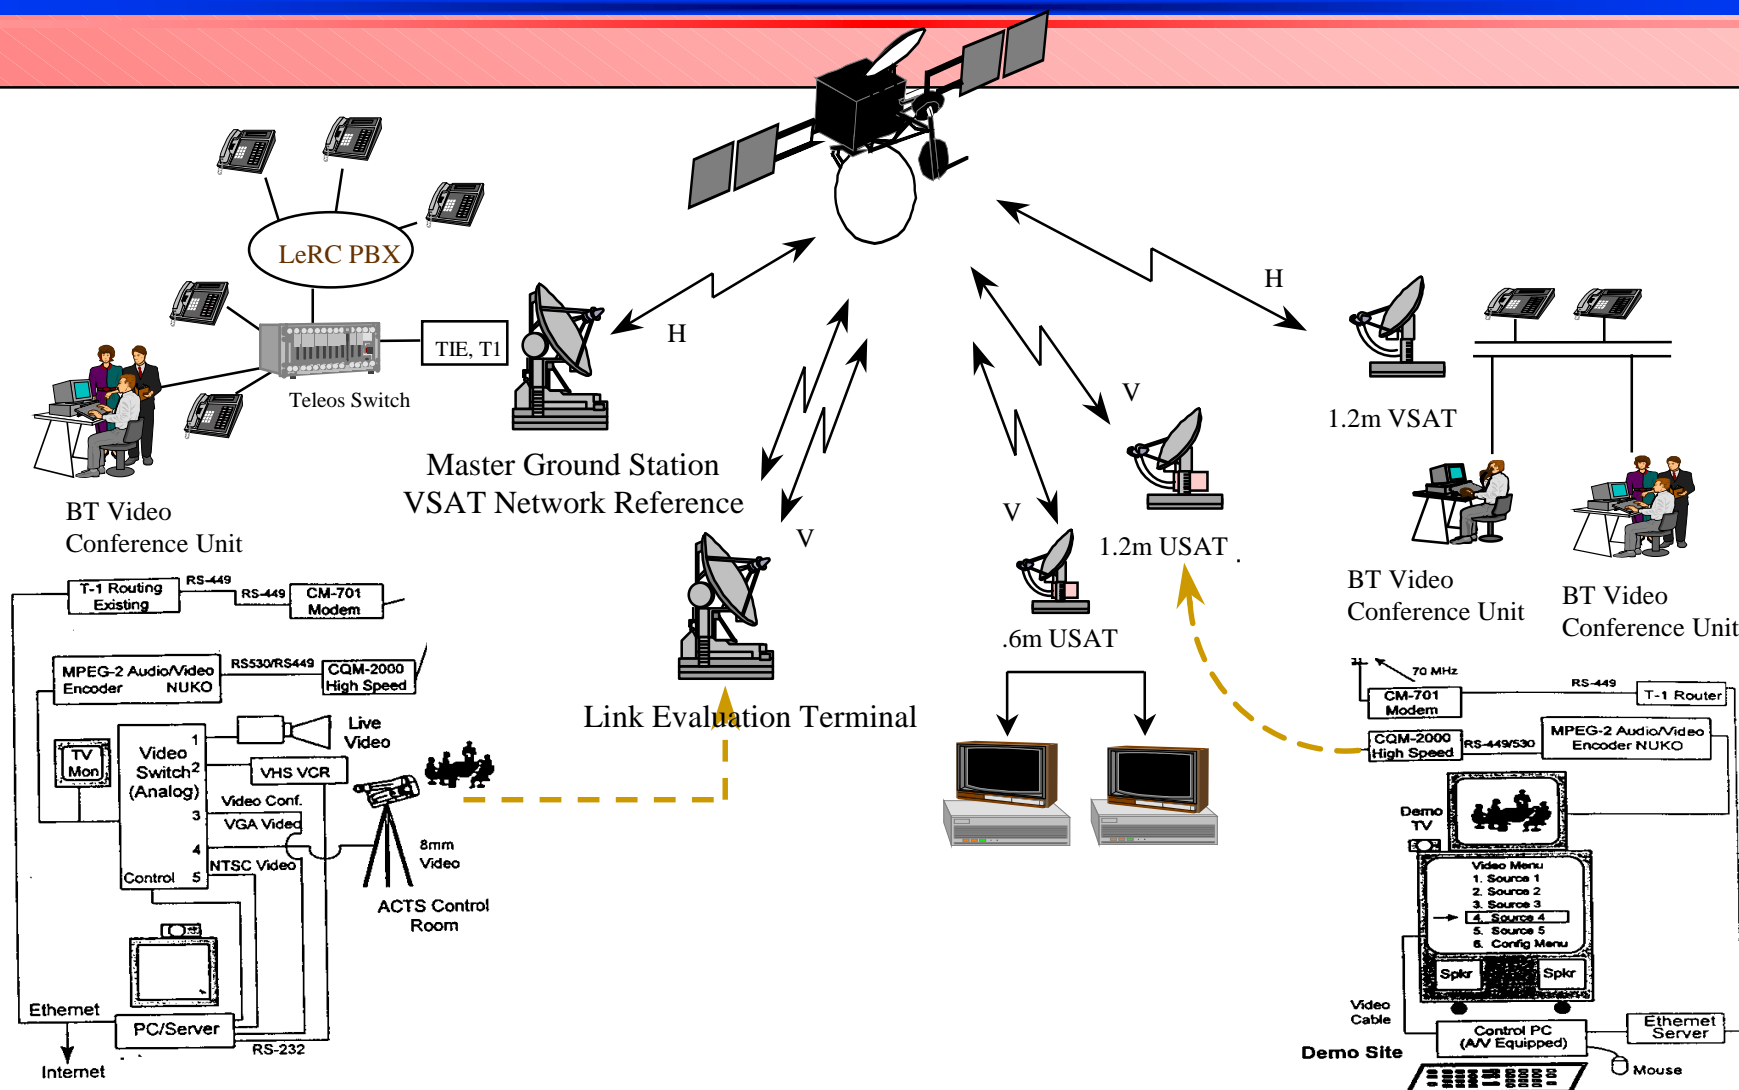 LeRC PBX
TIE, T1
Teleos Switch
H
H
V
V
V
Master Ground Station
VSAT Network Reference
1.2m VSAT
1.2m USAT
.6m USAT
Link Evaluation Terminal
BT Video
Conference Unit
BT Video
Conference Unit
BT Video
Conference Unit
T-1 Routing
Existing
RS-449
RS-449
CM-701
Modem
MPEG-2 Audio/Video
Encoder NUKO
RS530/RS449
CQM-2000
High Speed
TV
Mon
Video
Switch
(Analog)
1
2
3
4
5
Control
Live
Video
VHS VCR
Video Conf.
VGA Video
NTSC Video
8mm
Video
ACTS Control
Room
Ethernet
PC/Server
RS-232
Internet
70 MHz
CM-701
Modem
RS-449
T-1 Router
CQM-2000
High Speed
RS-449/530
MPEG-2 Audio/Video
Encoder NUKO
Demo
TV
Video Menu
1. Source 1
2. Source 2
3. Source 3
4. Source 4
5. Source 5
6. Config Menu
Spkr
Spkr
Video
Cable
Control PC
(A/V Equipped)
Ethernet
Server
Demo Site
Mouse